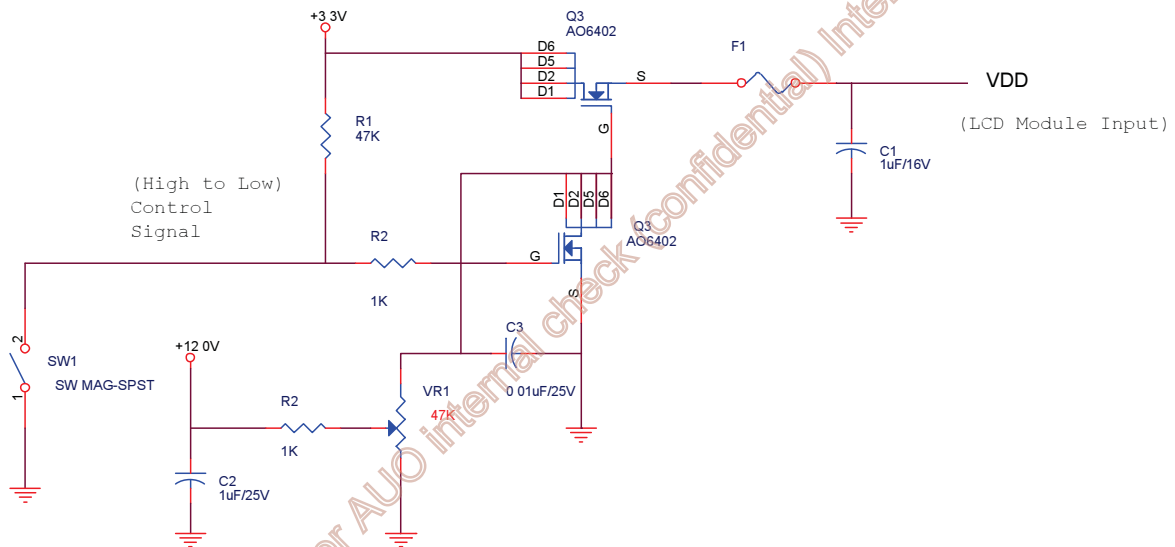 +3 3V
Q3
AO6402
D6
D5
D2
D1
S
G
F1
VDD
(LCD Module Input)
R1
47K
C1
1uF/16V
(High to Low)
Control
Signal
D1
D2
D5
D6
Q3
AO6402
G
S
R2
1K
2
SW1
SW MAG-SPST
1
+12 0V
C3
0 01uF/25V
VR1
47K
R2
1K
C2
1uF/25V
or AUO internal check (confidential) Inte